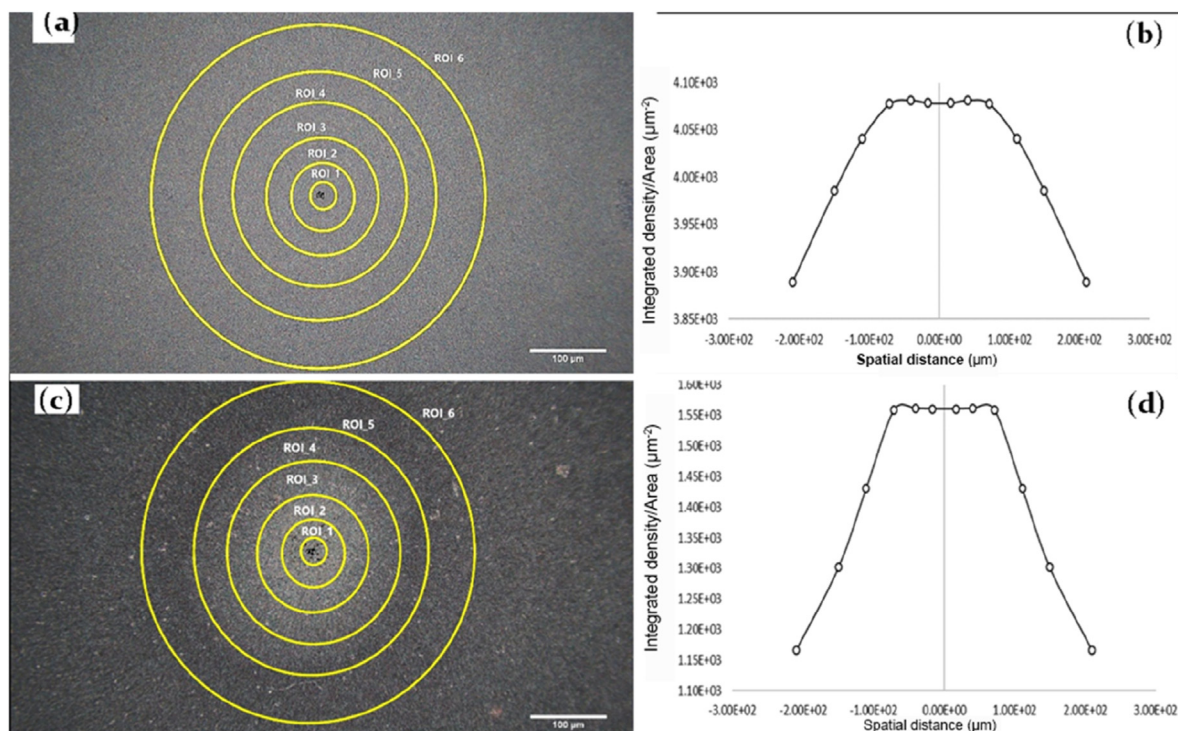 (a)
ROI_6
ROI_5
ROI_4
ROI_3
ROI_2
ROI_1
100 µm
(b)
Integrated density/Area (µm⁻²)
4.10E+03
4.05E+03
4.00E+03
3.95E+03
3.90E+03
3.85E+03
-3.00E+02 -2.00E+02 -1.00E+02 0.00E+00 1.00E+02 2.00E+02 3.00E+02
Spatial distance (µm)
(c)
ROI_6
ROI_5
ROI_4
ROI_3
ROI_2
ROI_1
100 µm
(d)
Integrated density/Area (µm⁻²)
1.60E+03
1.55E+03
1.50E+03
1.45E+03
1.40E+03
1.35E+03
1.30E+03
1.25E+03
1.20E+03
1.15E+03
1.10E+03
-3.00E+02 -2.00E+02 -1.00E+02 0.00E+00 1.00E+02 2.00E+02 3.00E+02
Spatial distance (µm)